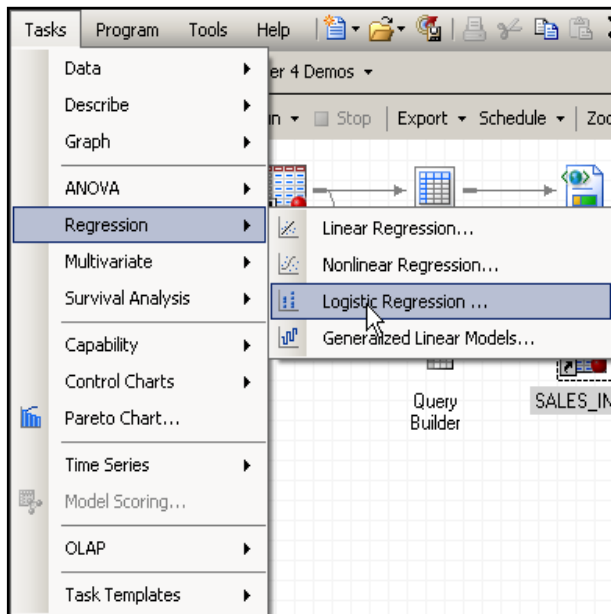 Tasks Program Tools Help
er 4 Demos
Stop Export Schedule Zoo
Data
Describe
Graph
ANOVA
Regression
Multivariate
Survival Analysis
Capability
Control Charts
Pareto Chart...
Time Series
Model Scoring...
OLAP
Task Templates
Linear Regression...
Nonlinear Regression...
Logistic Regression ...
Generalized Linear Models...
Query
Builder
SALES_IN